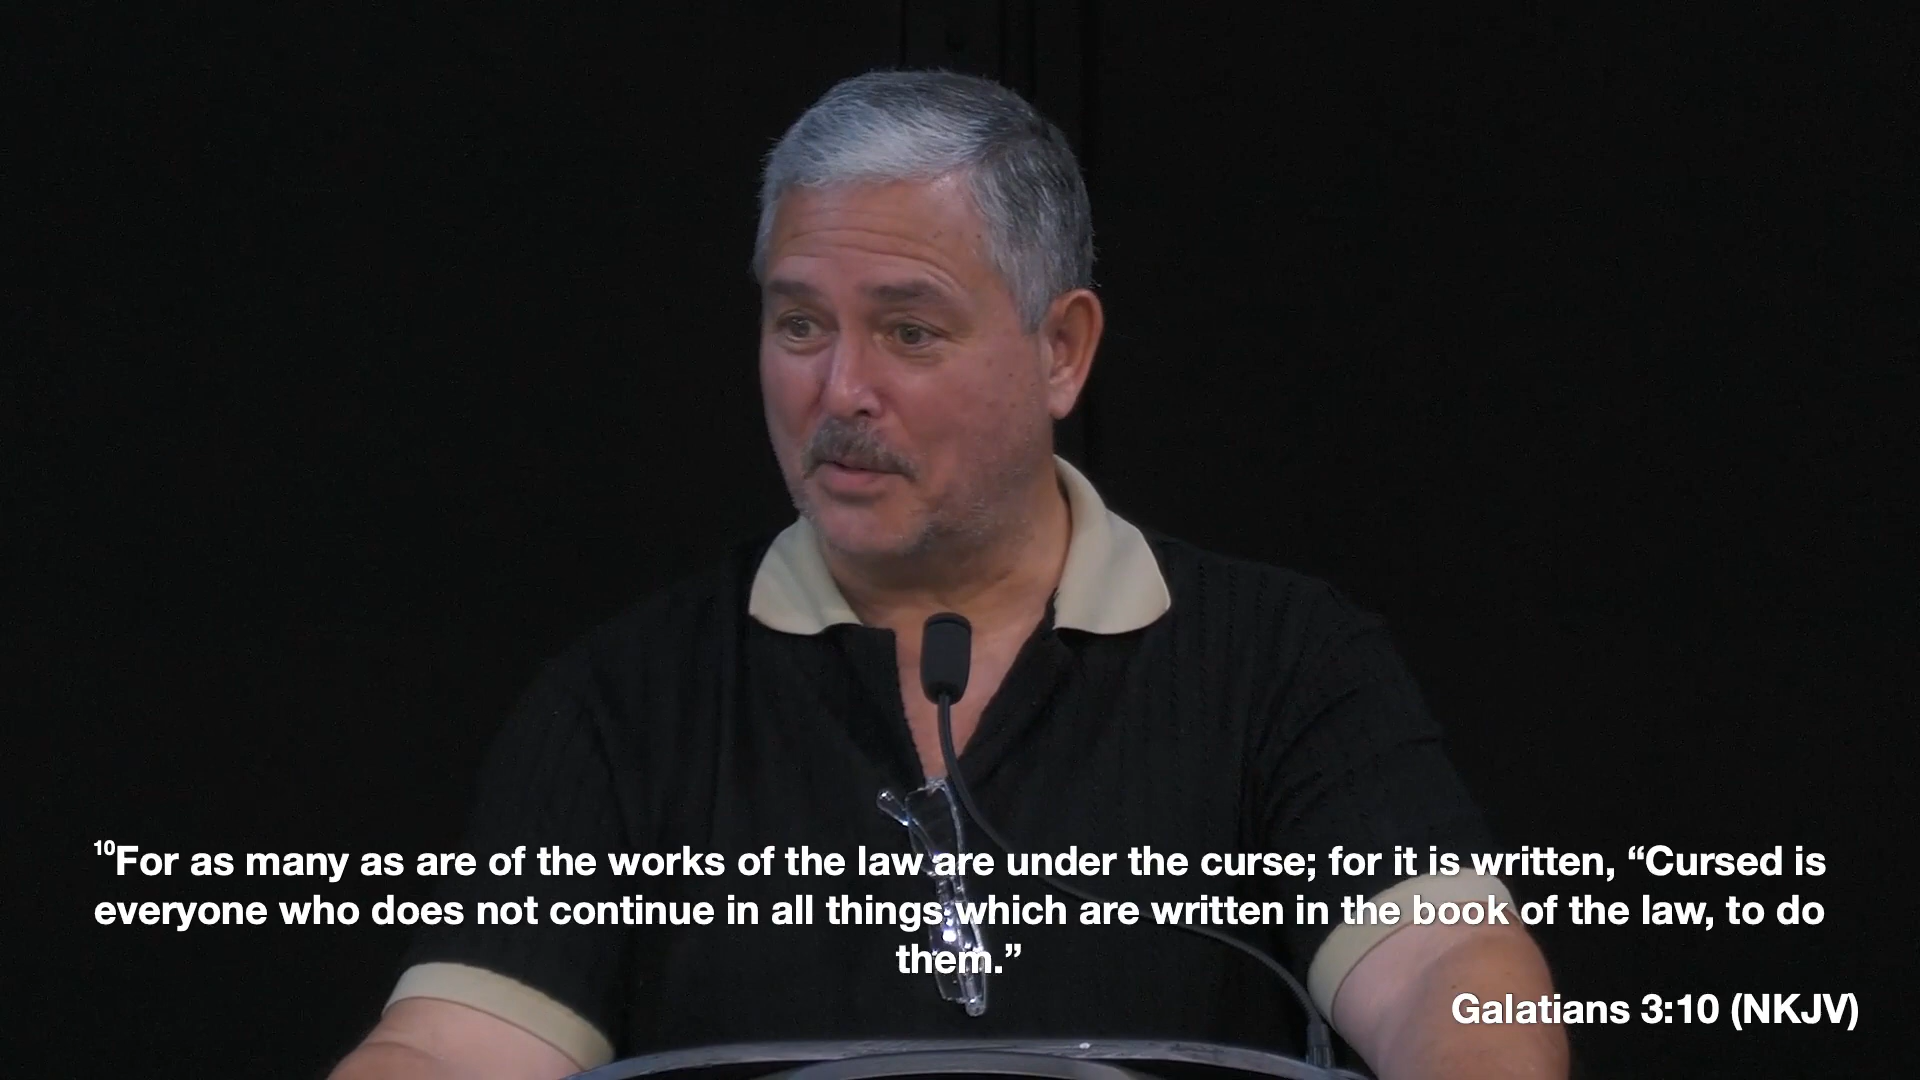 ¹⁰For as many as are of the works of the law are under the curse; for it is written, “Cursed is
everyone who does not continue in all things which are written in the book of the law, to do
them.”
Galatians 3:10 (NKJV)